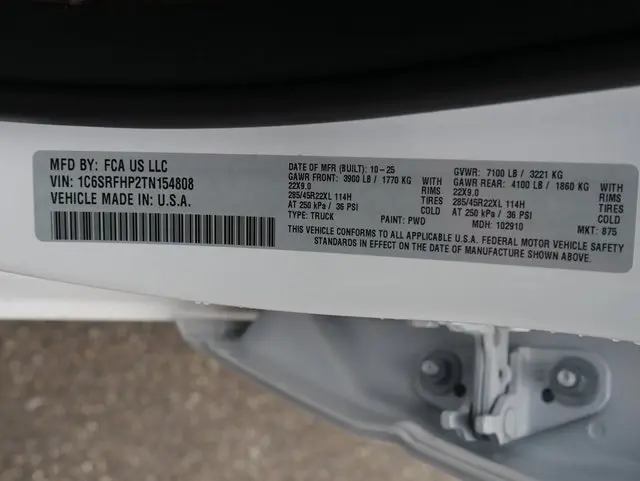 MFD BY: FCA US LLC
VIN: 1C6SRFHP2TN154808
VEHICLE MADE IN: U.S.A.
DATE OF MFR (BUILT): 10-25
GAWR FRONT: 3900 LB / 1770 KG WITH
22X9.0 RIMS
285/45R22XL 114H TIRES
AT 250 kPa / 36 PSI COLD
TYPE: TRUCK PAINT: PWD
GVWR: 7100 LB / 3221 KG
GAWR REAR: 4100 LB / 1860 KG WITH
22X9.0 RIMS
285/45R22XL 114H TIRES
AT 250 kPa / 36 PSI COLD
MDH: 102910 MKT: 875
THIS VEHICLE CONFORMS TO ALL APPLICABLE U.S.A. FEDERAL MOTOR VEHICLE SAFETY
STANDARDS IN EFFECT ON THE DATE OF MANUFACTURE SHOWN ABOVE.